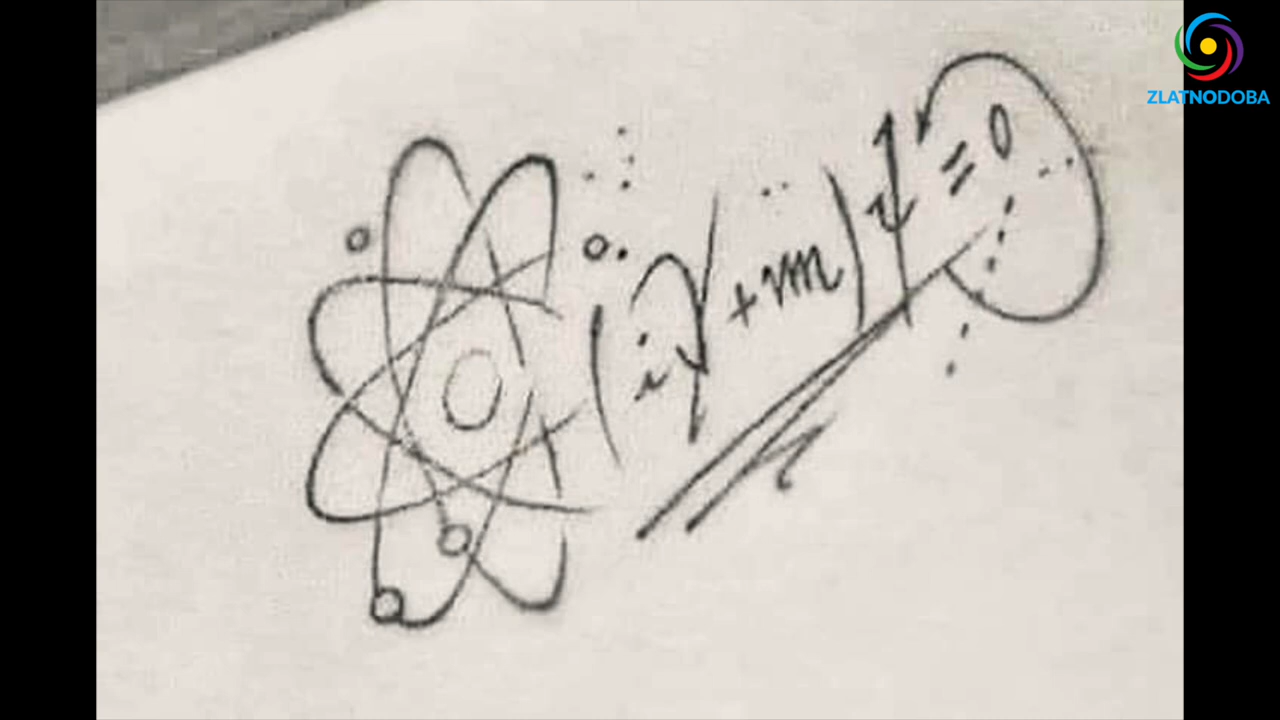 ZLATNODOBA
(i∂̸ + m) ψ = 0